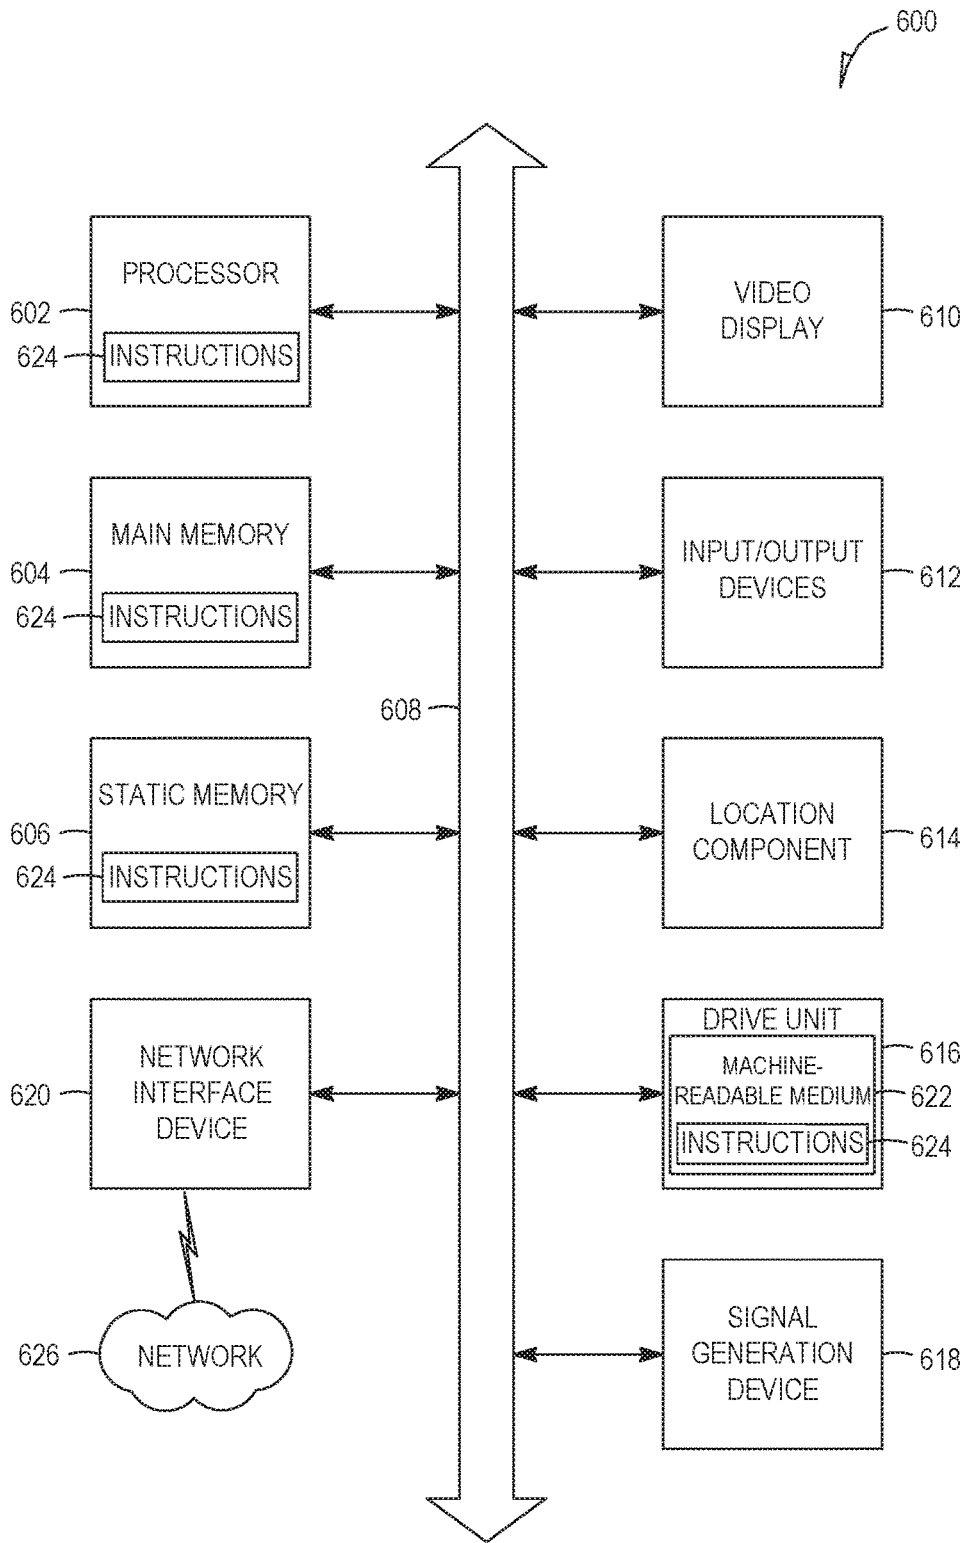 600
PROCESSOR
602
624
INSTRUCTIONS
VIDEO
DISPLAY
610
MAIN MEMORY
604
624
INSTRUCTIONS
INPUT/OUTPUT
DEVICES
612
608
STATIC MEMORY
606
624
INSTRUCTIONS
LOCATION
COMPONENT
614
NETWORK
INTERFACE
DEVICE
620
DRIVE UNIT
616
MACHINE-
READABLE MEDIUM
622
INSTRUCTIONS
624
626
NETWORK
SIGNAL
GENERATION
DEVICE
618